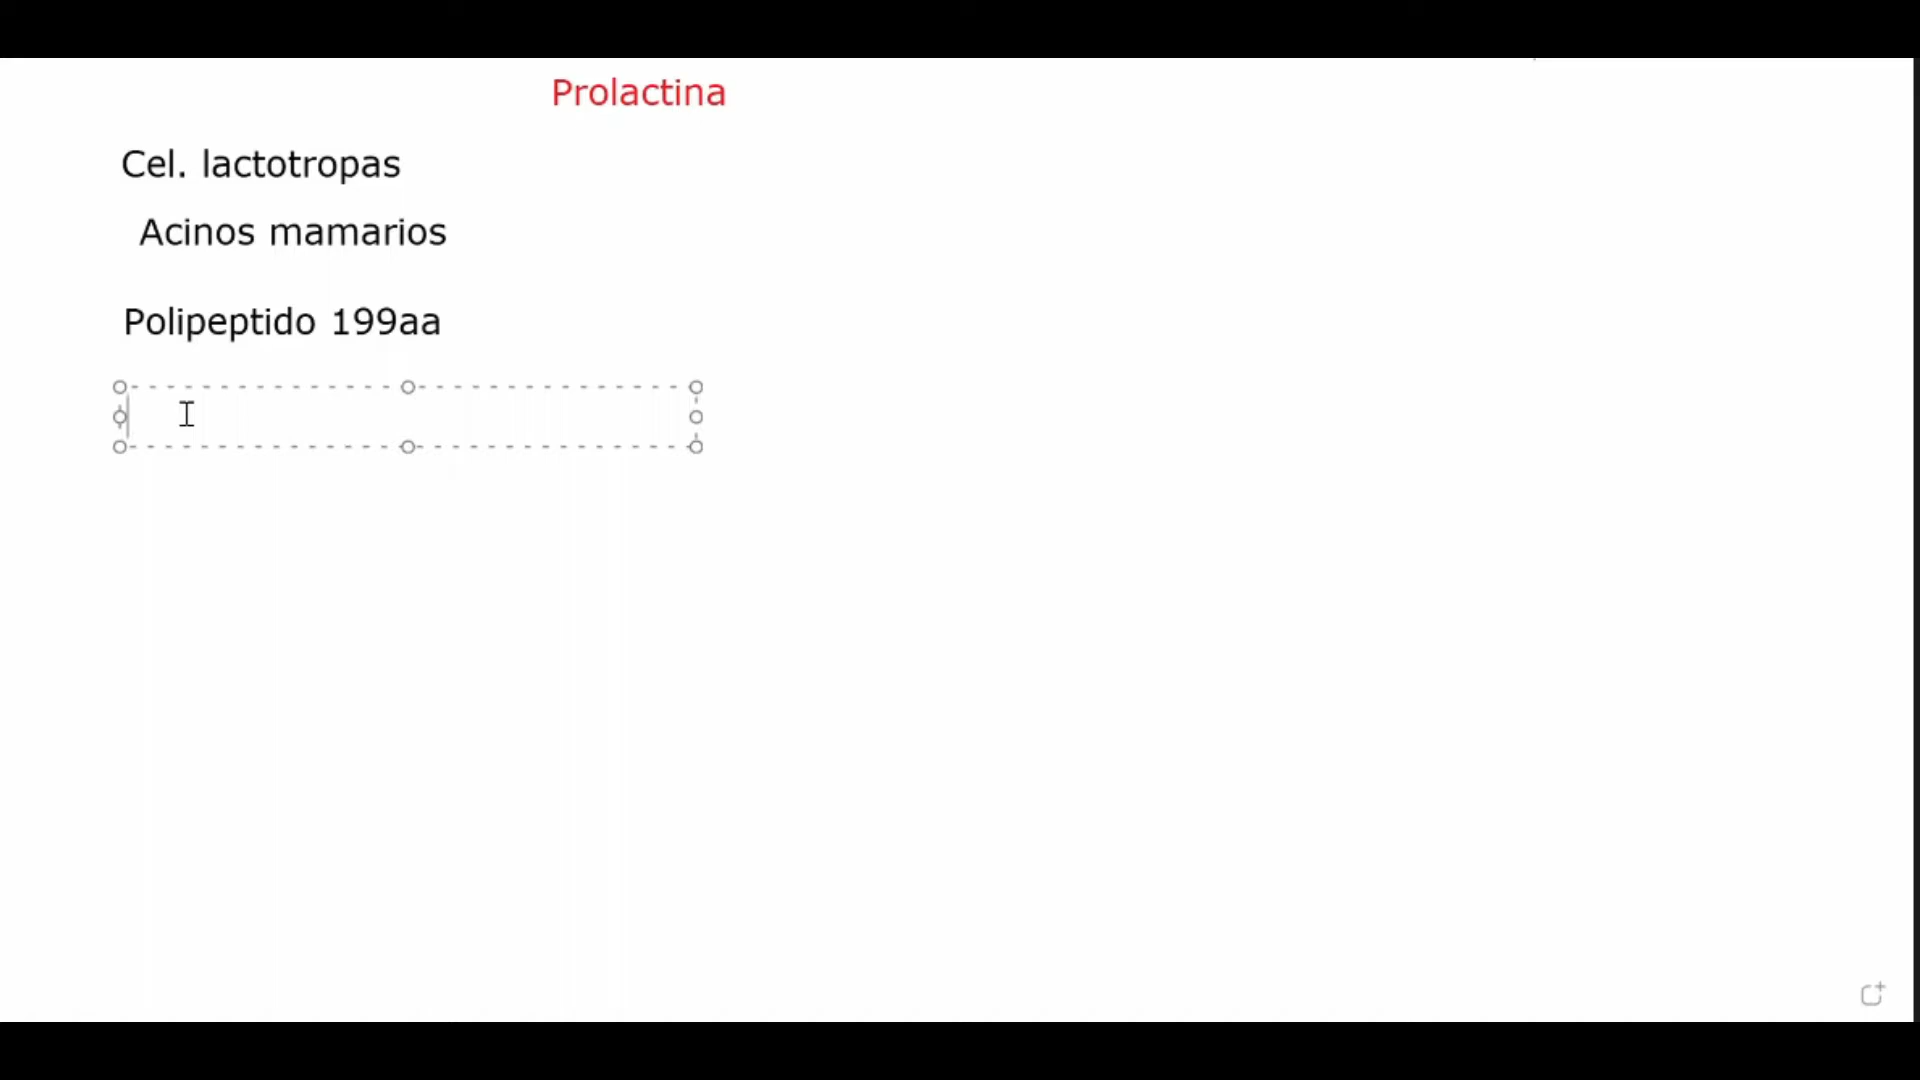 Prolactina
Cel. lactotropas
Acinos mamarios
Polipeptido 199aa